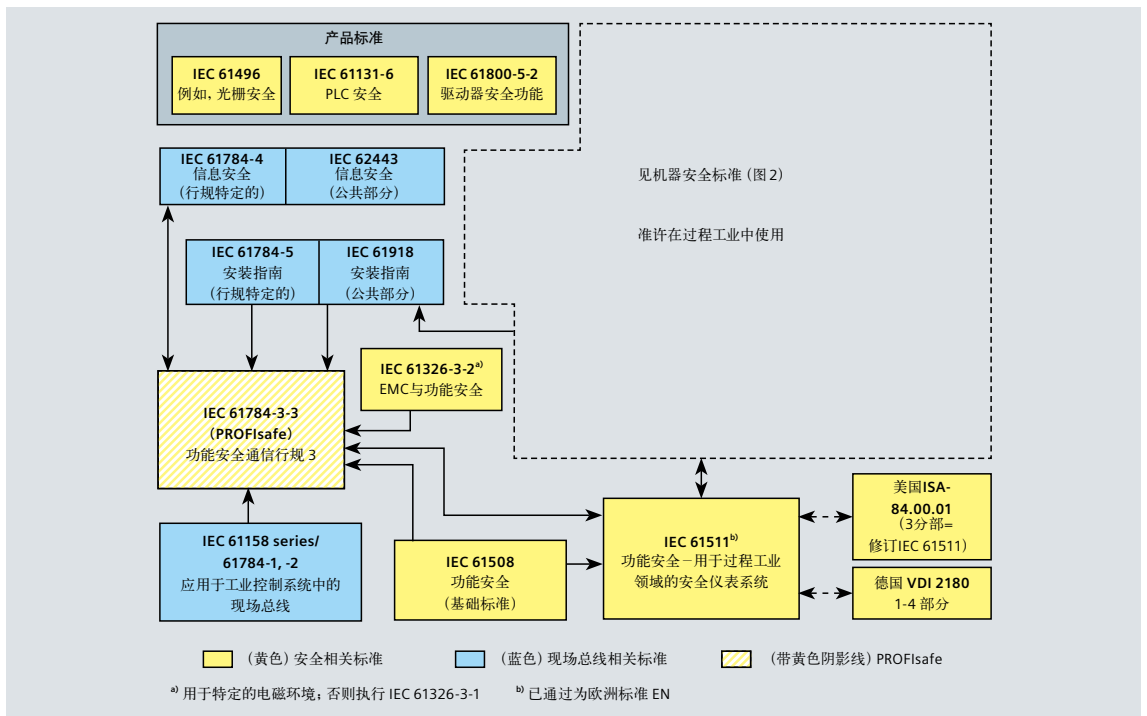 产品标准
IEC 61496
例如，光栅安全
IEC 61131-6
PLC 安全
IEC 61800-5-2
驱动器安全功能
IEC 61784-4
信息安全
（行规特定的）
IEC 62443
信息安全
（公共部分）
见机器安全标准（图2）
准许在过程工业中使用
IEC 61784-5
安装指南
（行规特定的）
IEC 61918
安装指南
（公共部分）
IEC 61326-3-2a)
EMC与功能安全
IEC 61784-3-3
（PROFIsafe）
功能安全通信行规 3
IEC 61158 series/
61784-1, -2
应用于工业控制系统中的
现场总线
IEC 61508
功能安全
（基础标准）
IEC 61511b)
功能安全－用于过程工业
领域的安全仪表系统
美国ISA-
84.00.01
（3分部=
修订IEC 61511）
德国 VDI 2180
1-4 部分
（黄色）安全相关标准
（蓝色）现场总线相关标准
（带黄色阴影线）PROFIsafe
a) 用于特定的电磁环境；否则执行 IEC 61326-3-1
b) 已通过为欧洲标准 EN